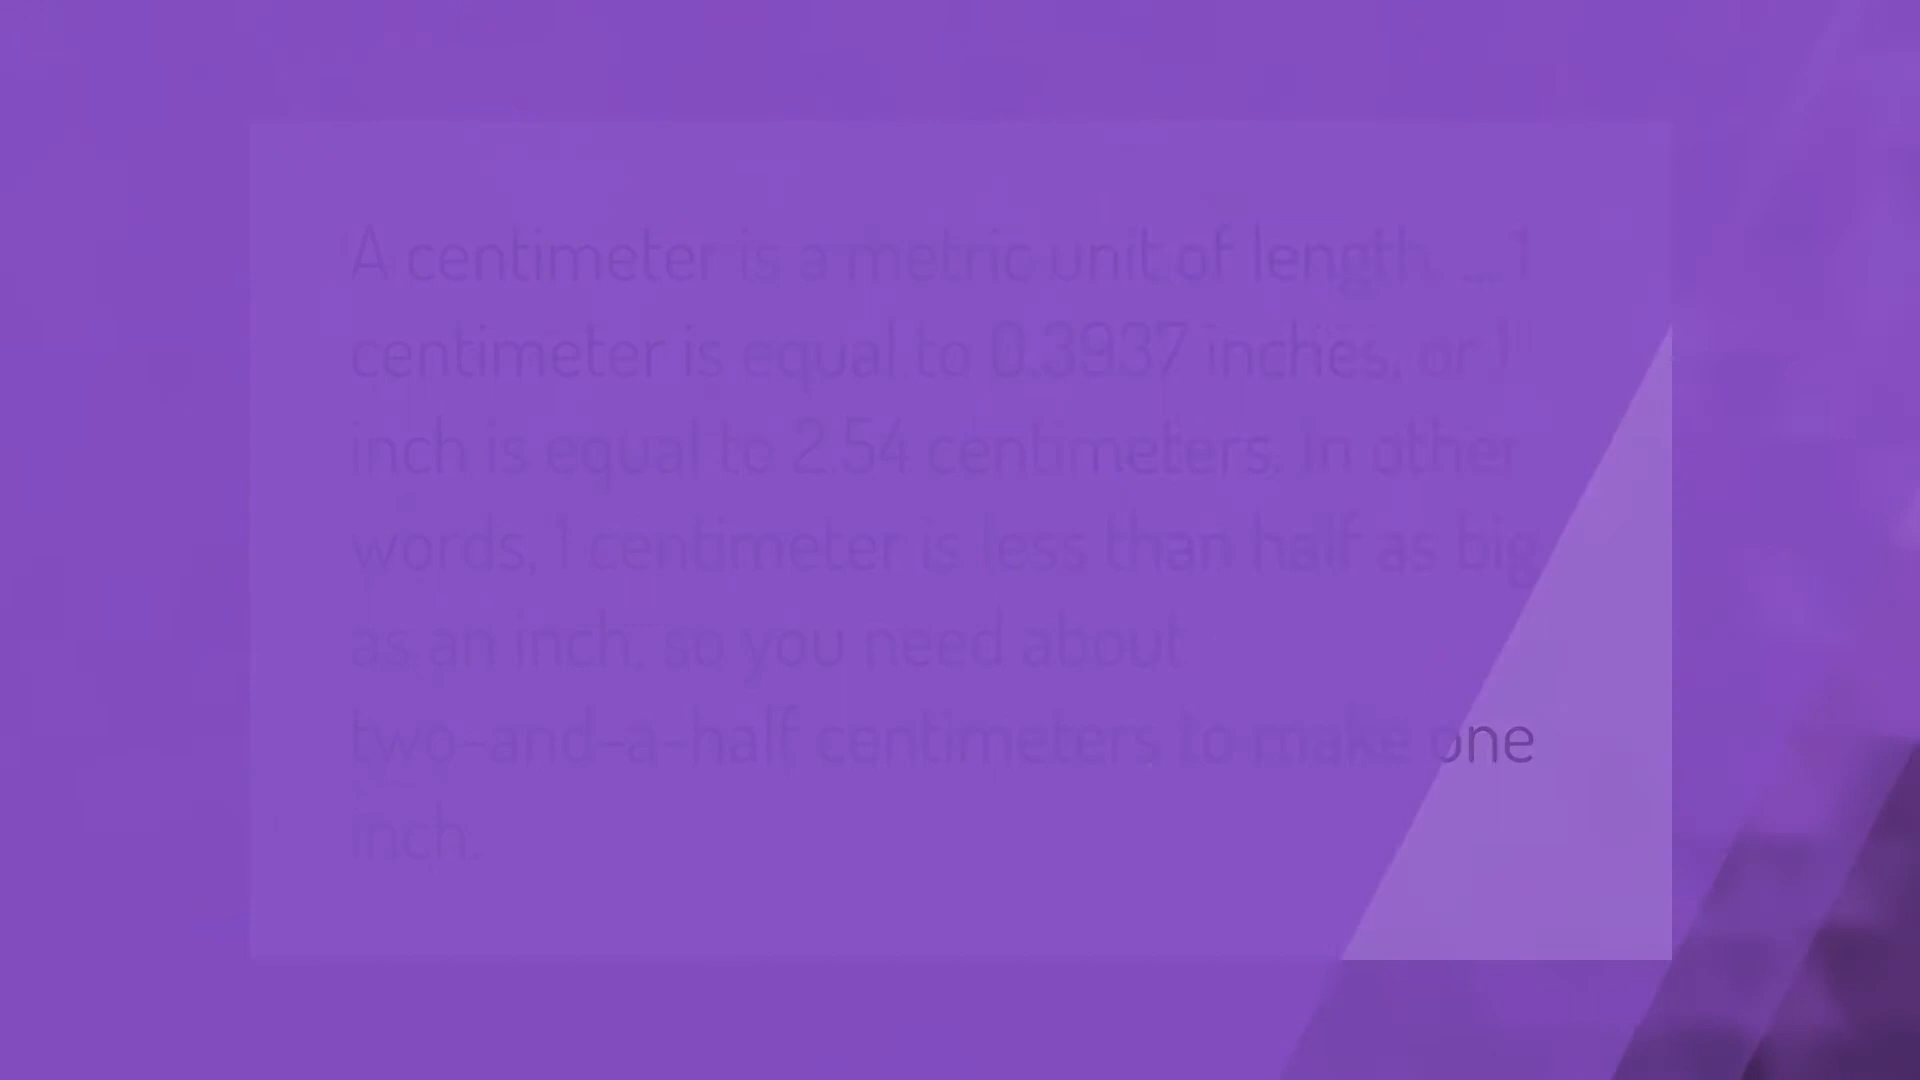 A centimeter is a metric unit of length. ... 1
centimeter is equal to 0.3937 inches, or 1
inch is equal to 2.54 centimeters. In other
words, 1 centimeter is less than half as big
as an inch, so you need about
two-and-a-half centimeters to make one
inch.